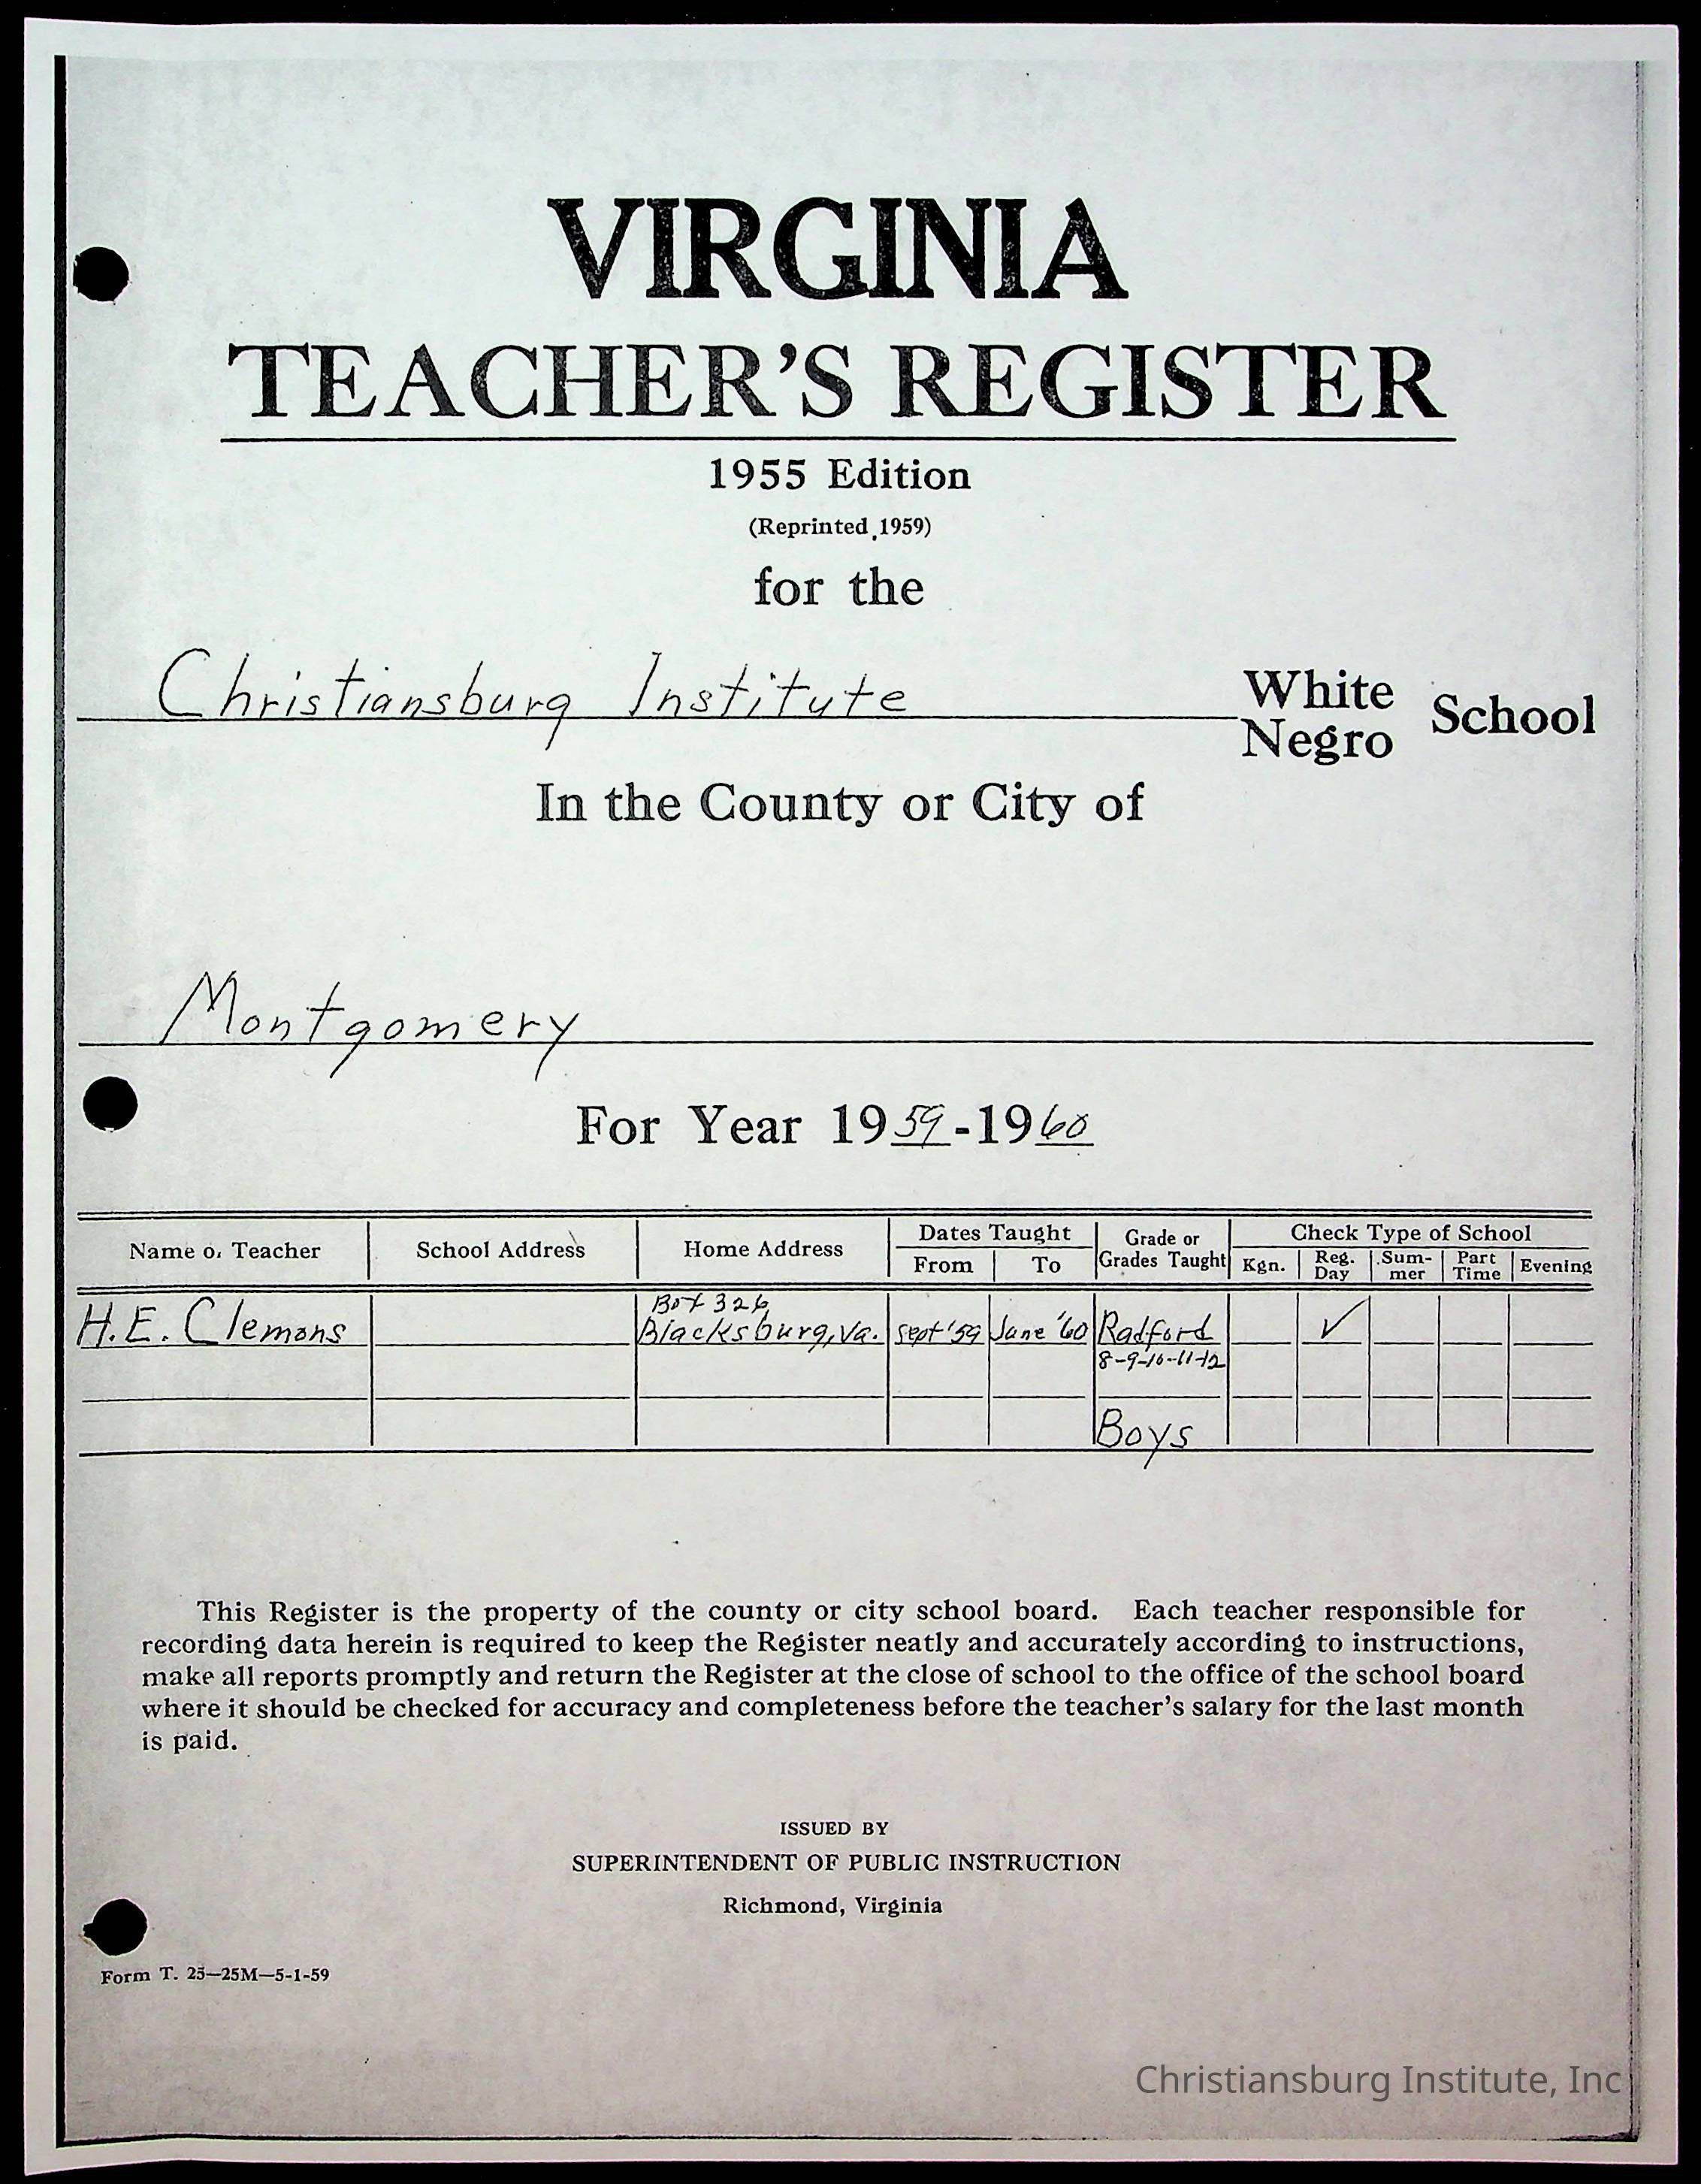 VIRGINIA
TEACHER'S REGISTER
1955 Edition
(Reprinted 1959)
for the
Christiansburg Institute White Negro School
In the County or City of
Montgomery
For Year 1959-1960
Name o. Teacher School Address Home Address Dates Taught From To Grade or Grades Taught Check Type of School Kgn. Reg. Day Sum-mer Part Time Evening
Box 326
H.E. Clemons Blacksburg, Va. Sept '59 June '60 Radford ✓
8-9-10-11-12
Boys
This Register is the property of the county or city school board. Each teacher responsible for
recording data herein is required to keep the Register neatly and accurately according to instructions,
make all reports promptly and return the Register at the close of school to the office of the school board
where it should be checked for accuracy and completeness before the teacher's salary for the last month
is paid.
ISSUED BY
SUPERINTENDENT OF PUBLIC INSTRUCTION
Richmond, Virginia
Form T. 25—25M—5-1-59
Christiansburg Institute, Inc